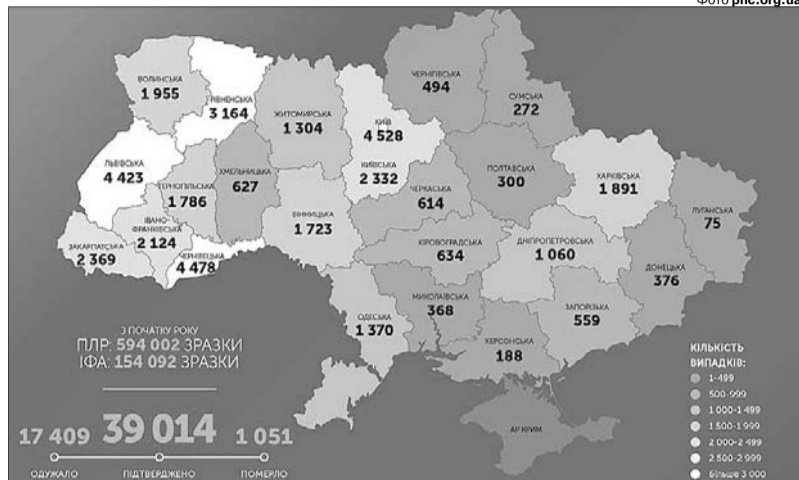 Фото phc.org.ua
ВОЛИНСЬКА
1 955
РІВНЕНСЬКА
3 164
ЖИТОМИРСЬКА
1 304
КИЇВ
4 528
КИЇВСЬКА
2 332
ЧЕРНІГІВСЬКА
494
СУМСЬКА
272
ЛЬВІВСЬКА
4 423
ТЕРНОПІЛЬСЬКА
1 786
ХМЕЛЬНИЦЬКА
627
ВІННИЦЬКА
1 723
ЧЕРКАСЬКА
614
ПОЛТАВСЬКА
300
ХАРКІВСЬКА
1 891
ЛУГАНСЬКА
75
ІВАНО-
ФРАНКІВСЬКА
2 124
ЗАКАРПАТСЬКА
2 369
ЧЕРНІВЕЦЬКА
4 478
КІРОВОГРАДСЬКА
634
ДНІПРОПЕТРОВСЬКА
1 060
ДОНЕЦЬКА
376
ОДЕСЬКА
1 370
МИКОЛАЇВСЬКА
368
ХЕРСОНСЬКА
188
ЗАПОРІЗЬКА
559
АР КРИМ
З ПОЧАТКУ РОКУ
ПЛР: 594 002 ЗРАЗКИ
ІФА: 154 092 ЗРАЗКИ
17 409 39 014 1 051
ОДУЖАЛО ПІДТВЕРДЖЕНО ПОМЕРЛО
КІЛЬКІСТЬ
ВИПАДКІВ:
1-499
500-999
1 000-1 499
1 500-1 999
2 000-2 499
2 500-2 999
більше 3 000